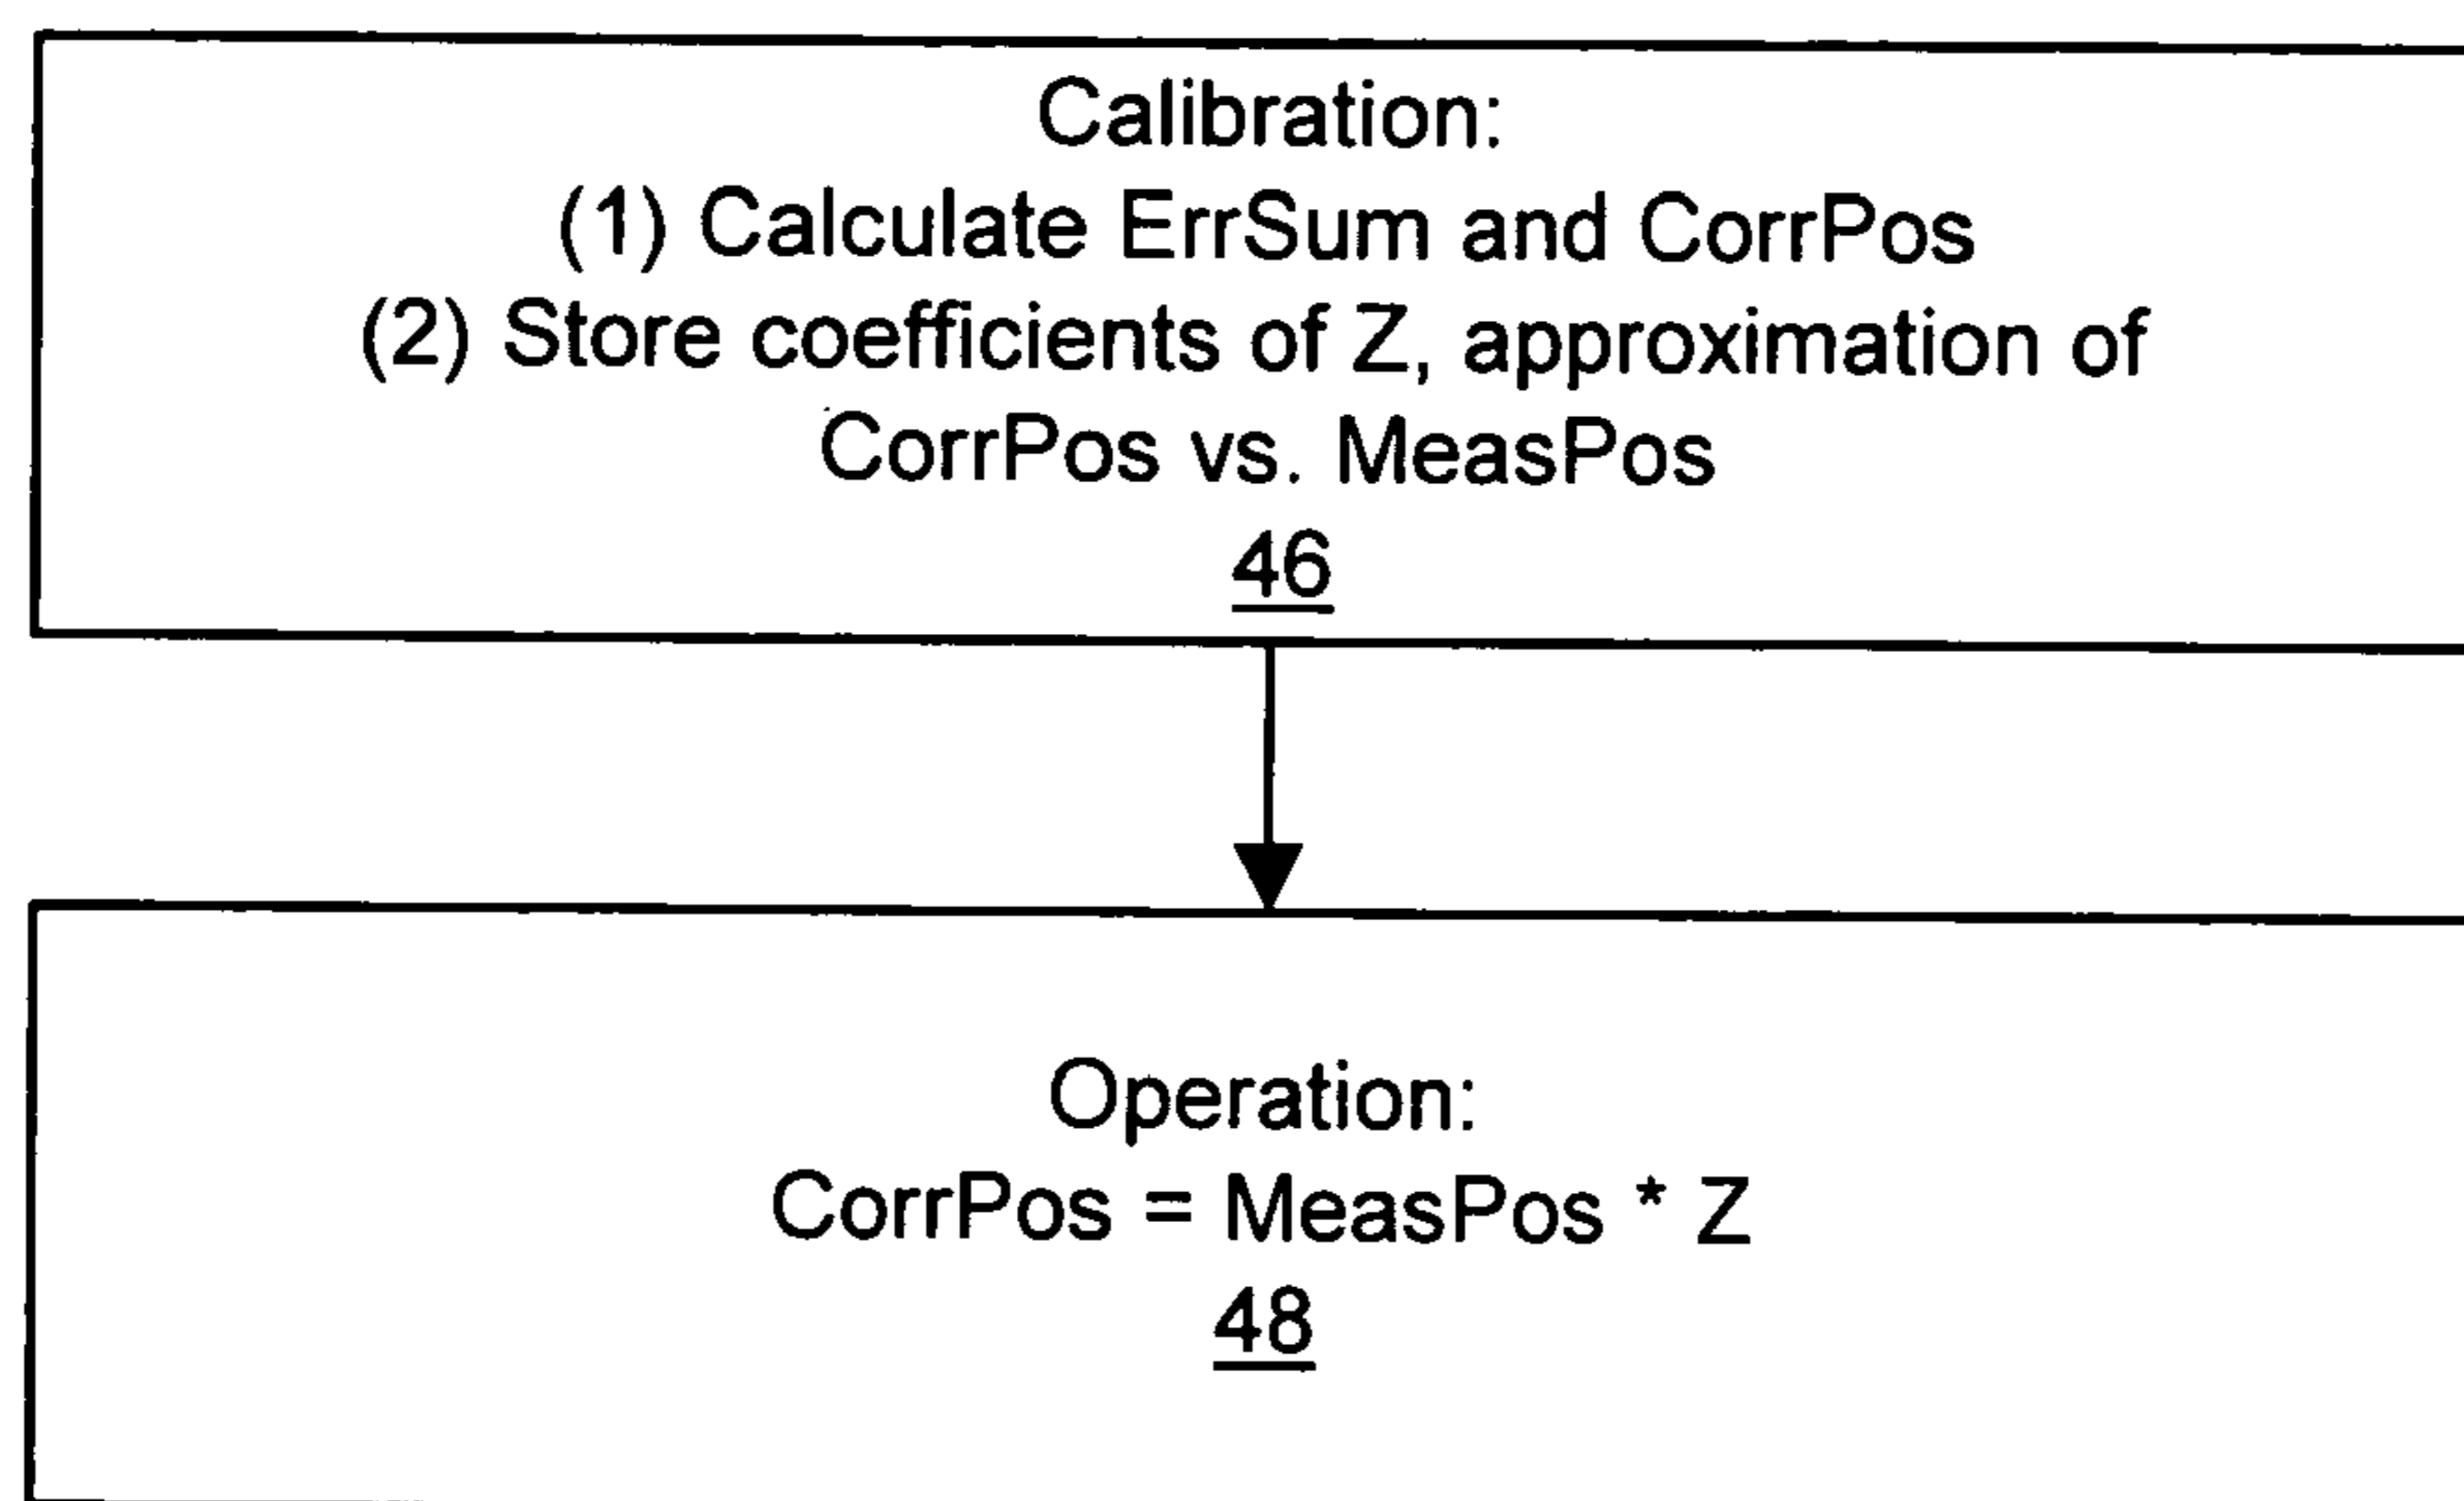 Calibration:
(1) Calculate ErrSum and CorrPos
(2) Store coefficients of Z, approximation of
CorrPos vs. MeasPos
46
Operation:
CorrPos = MeasPos * Z
48